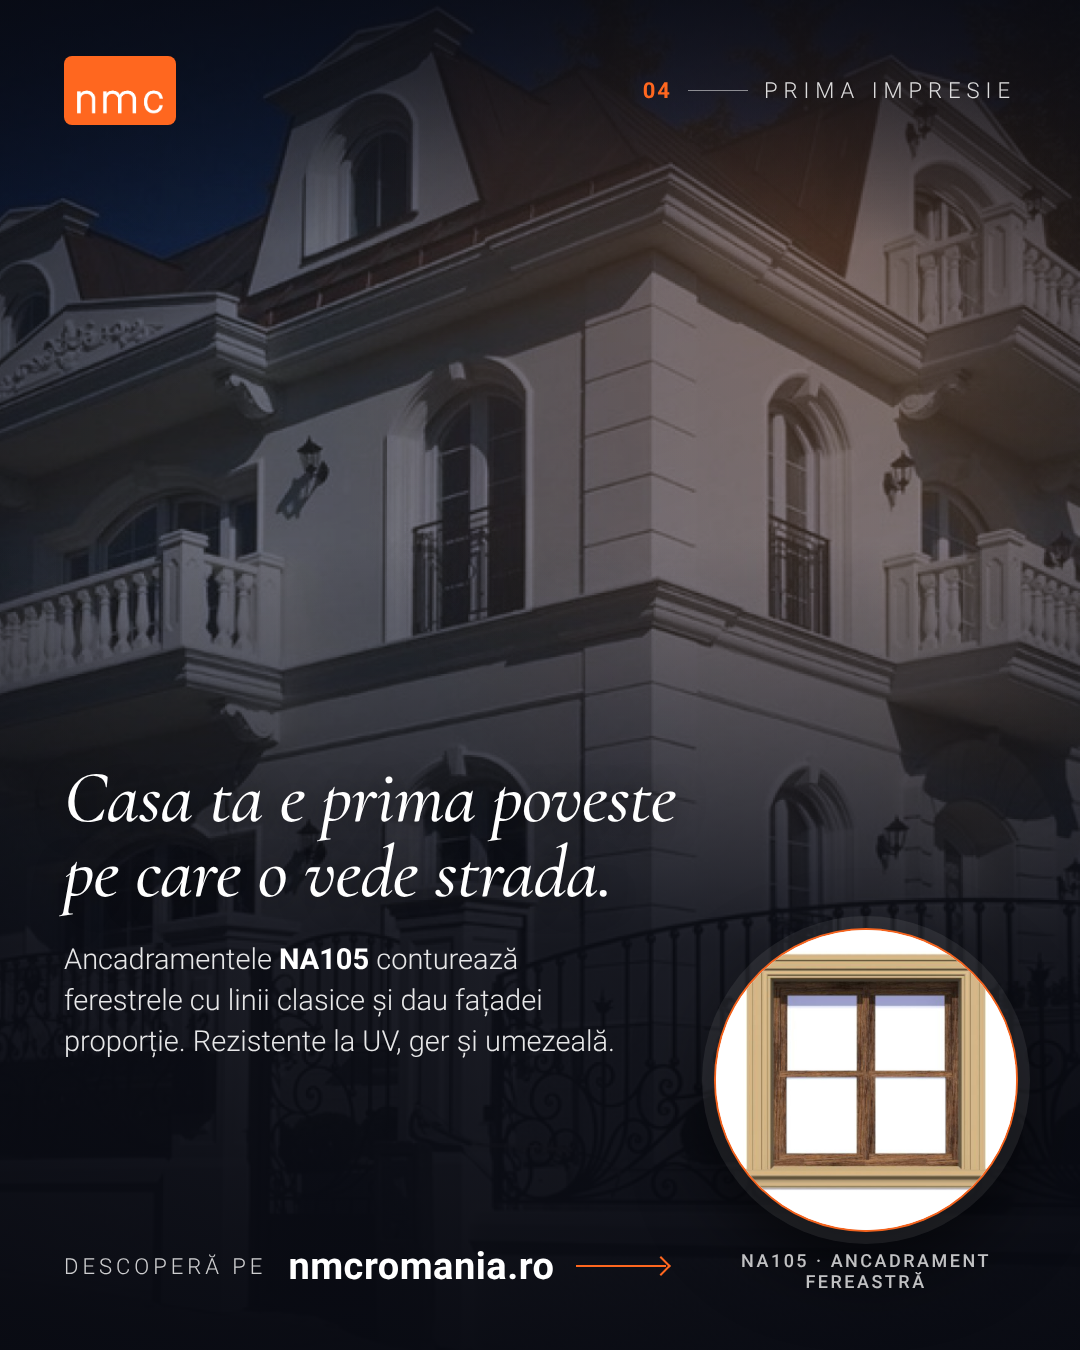 nmc
04 PRIMA IMPRESIE
Casa ta e prima poveste
pe care o vede strada.
Ancadramentele NA105 conturează
ferestrele cu linii clasice și dau fațadei
proporție. Rezistente la UV, ger și umezeală.
DESCOPERĂ PE nmcromania.ro
NA105 · ANCADRAMENT
FEREASTRĂ